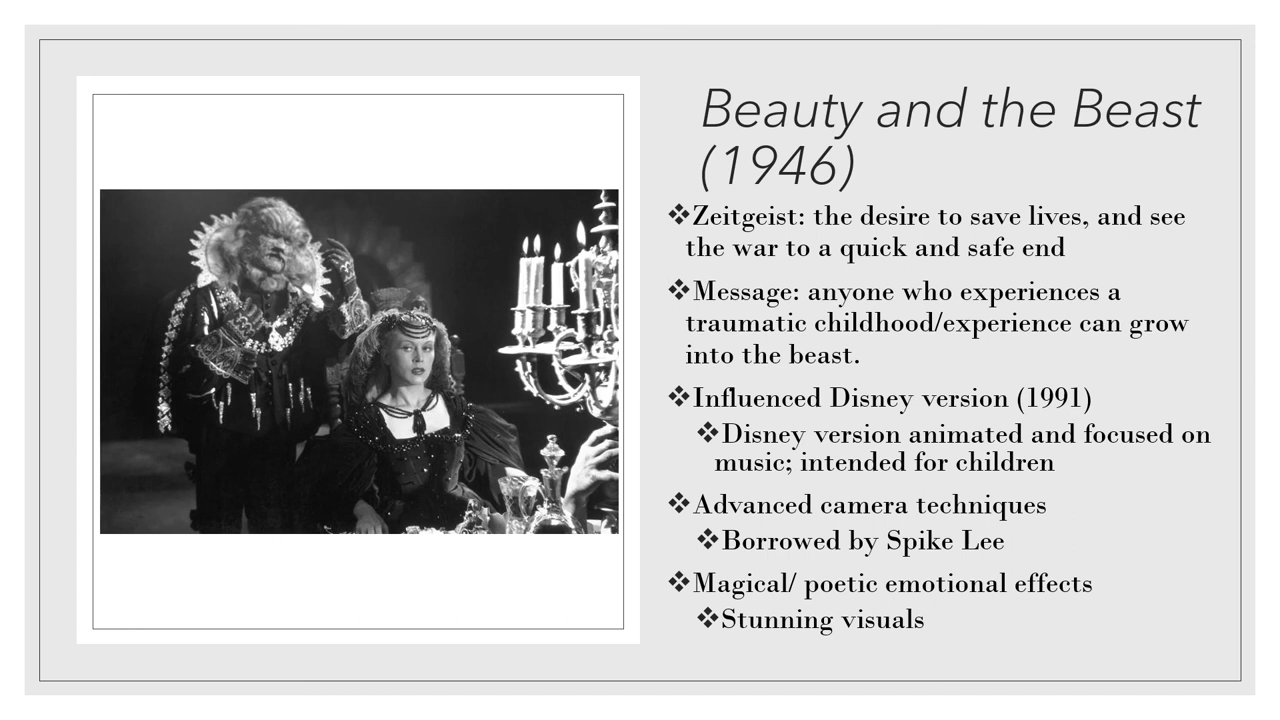 Beauty and the Beast
(1946)
❖Zeitgeist: the desire to save lives, and see
the war to a quick and safe end
❖Message: anyone who experiences a
traumatic childhood/experience can grow
into the beast.
❖Influenced Disney version (1991)
❖Disney version animated and focused on
music; intended for children
❖Advanced camera techniques
❖Borrowed by Spike Lee
❖Magical/ poetic emotional effects
❖Stunning visuals